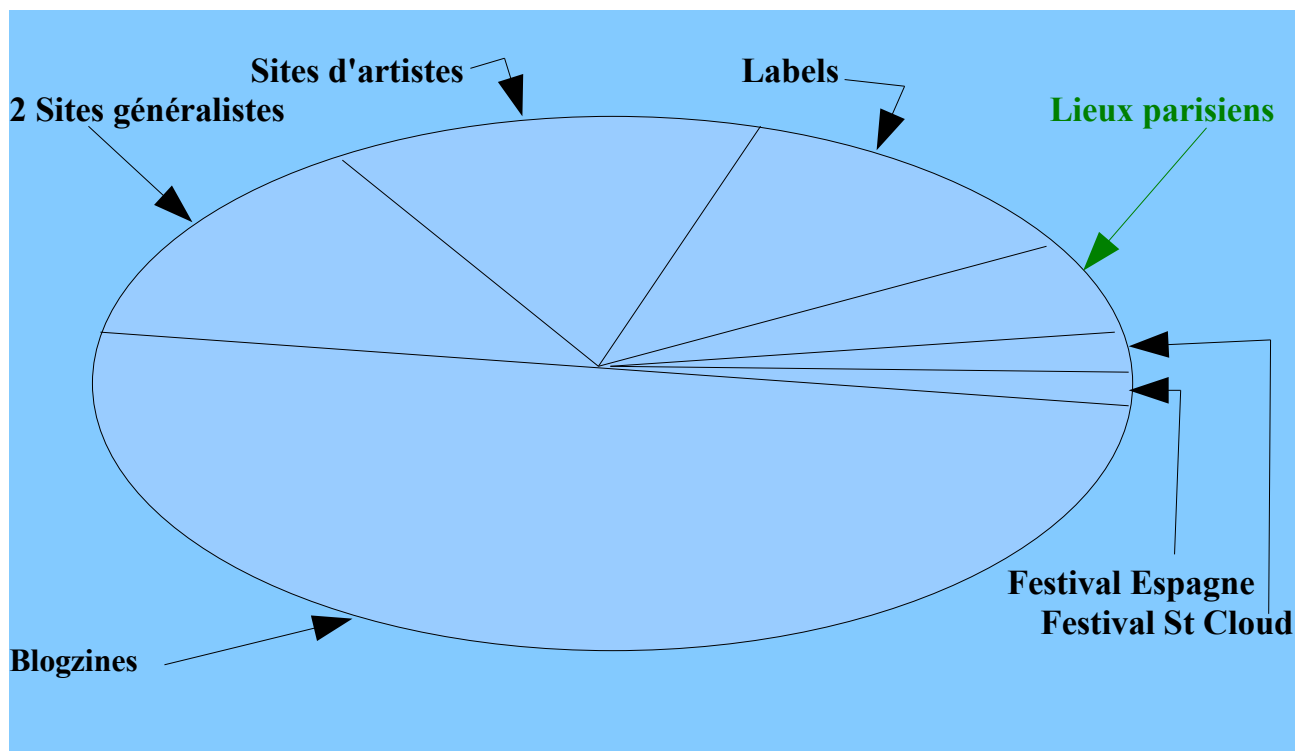 Sites d'artistes
Labels
2 Sites généralistes
Lieux parisiens
Festival Espagne
Festival St Cloud
Blogzines